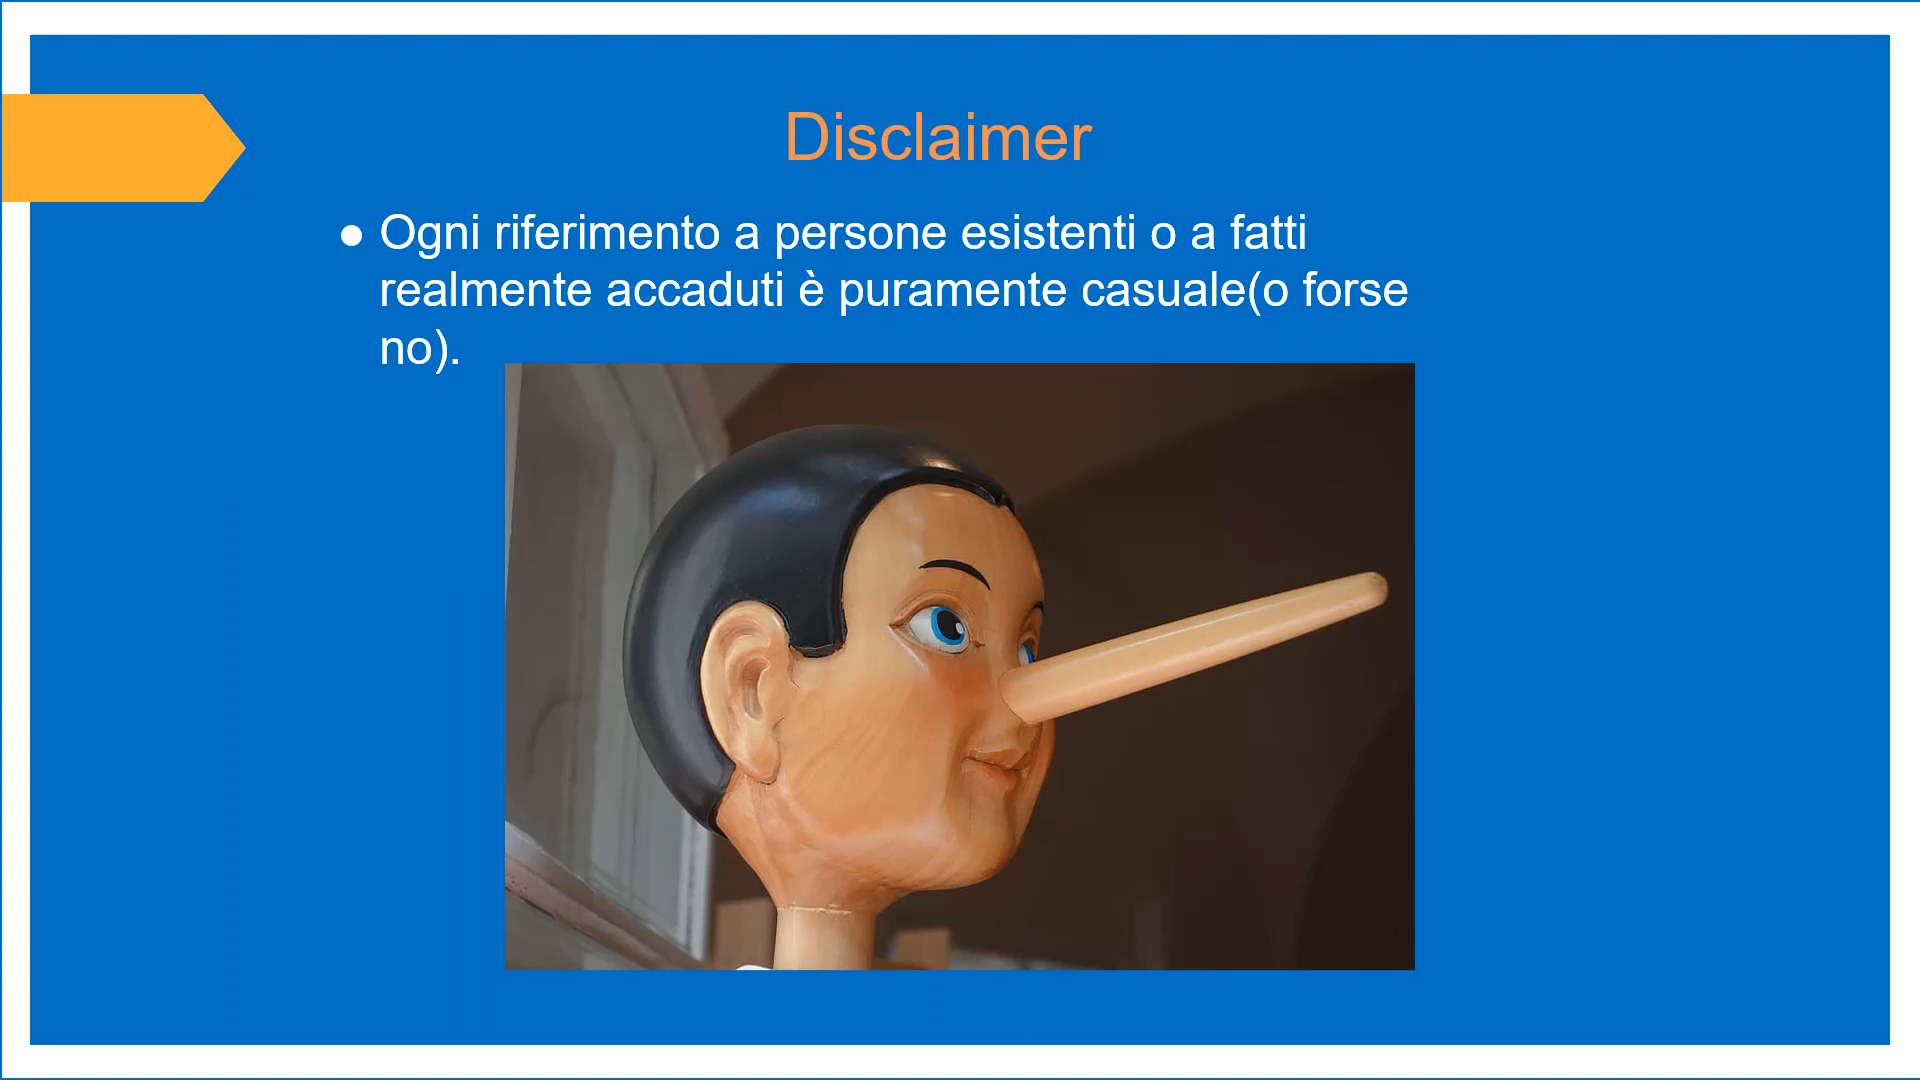 Disclaimer
● Ogni riferimento a persone esistenti o a fatti
realmente accaduti è puramente casuale(o forse
no).